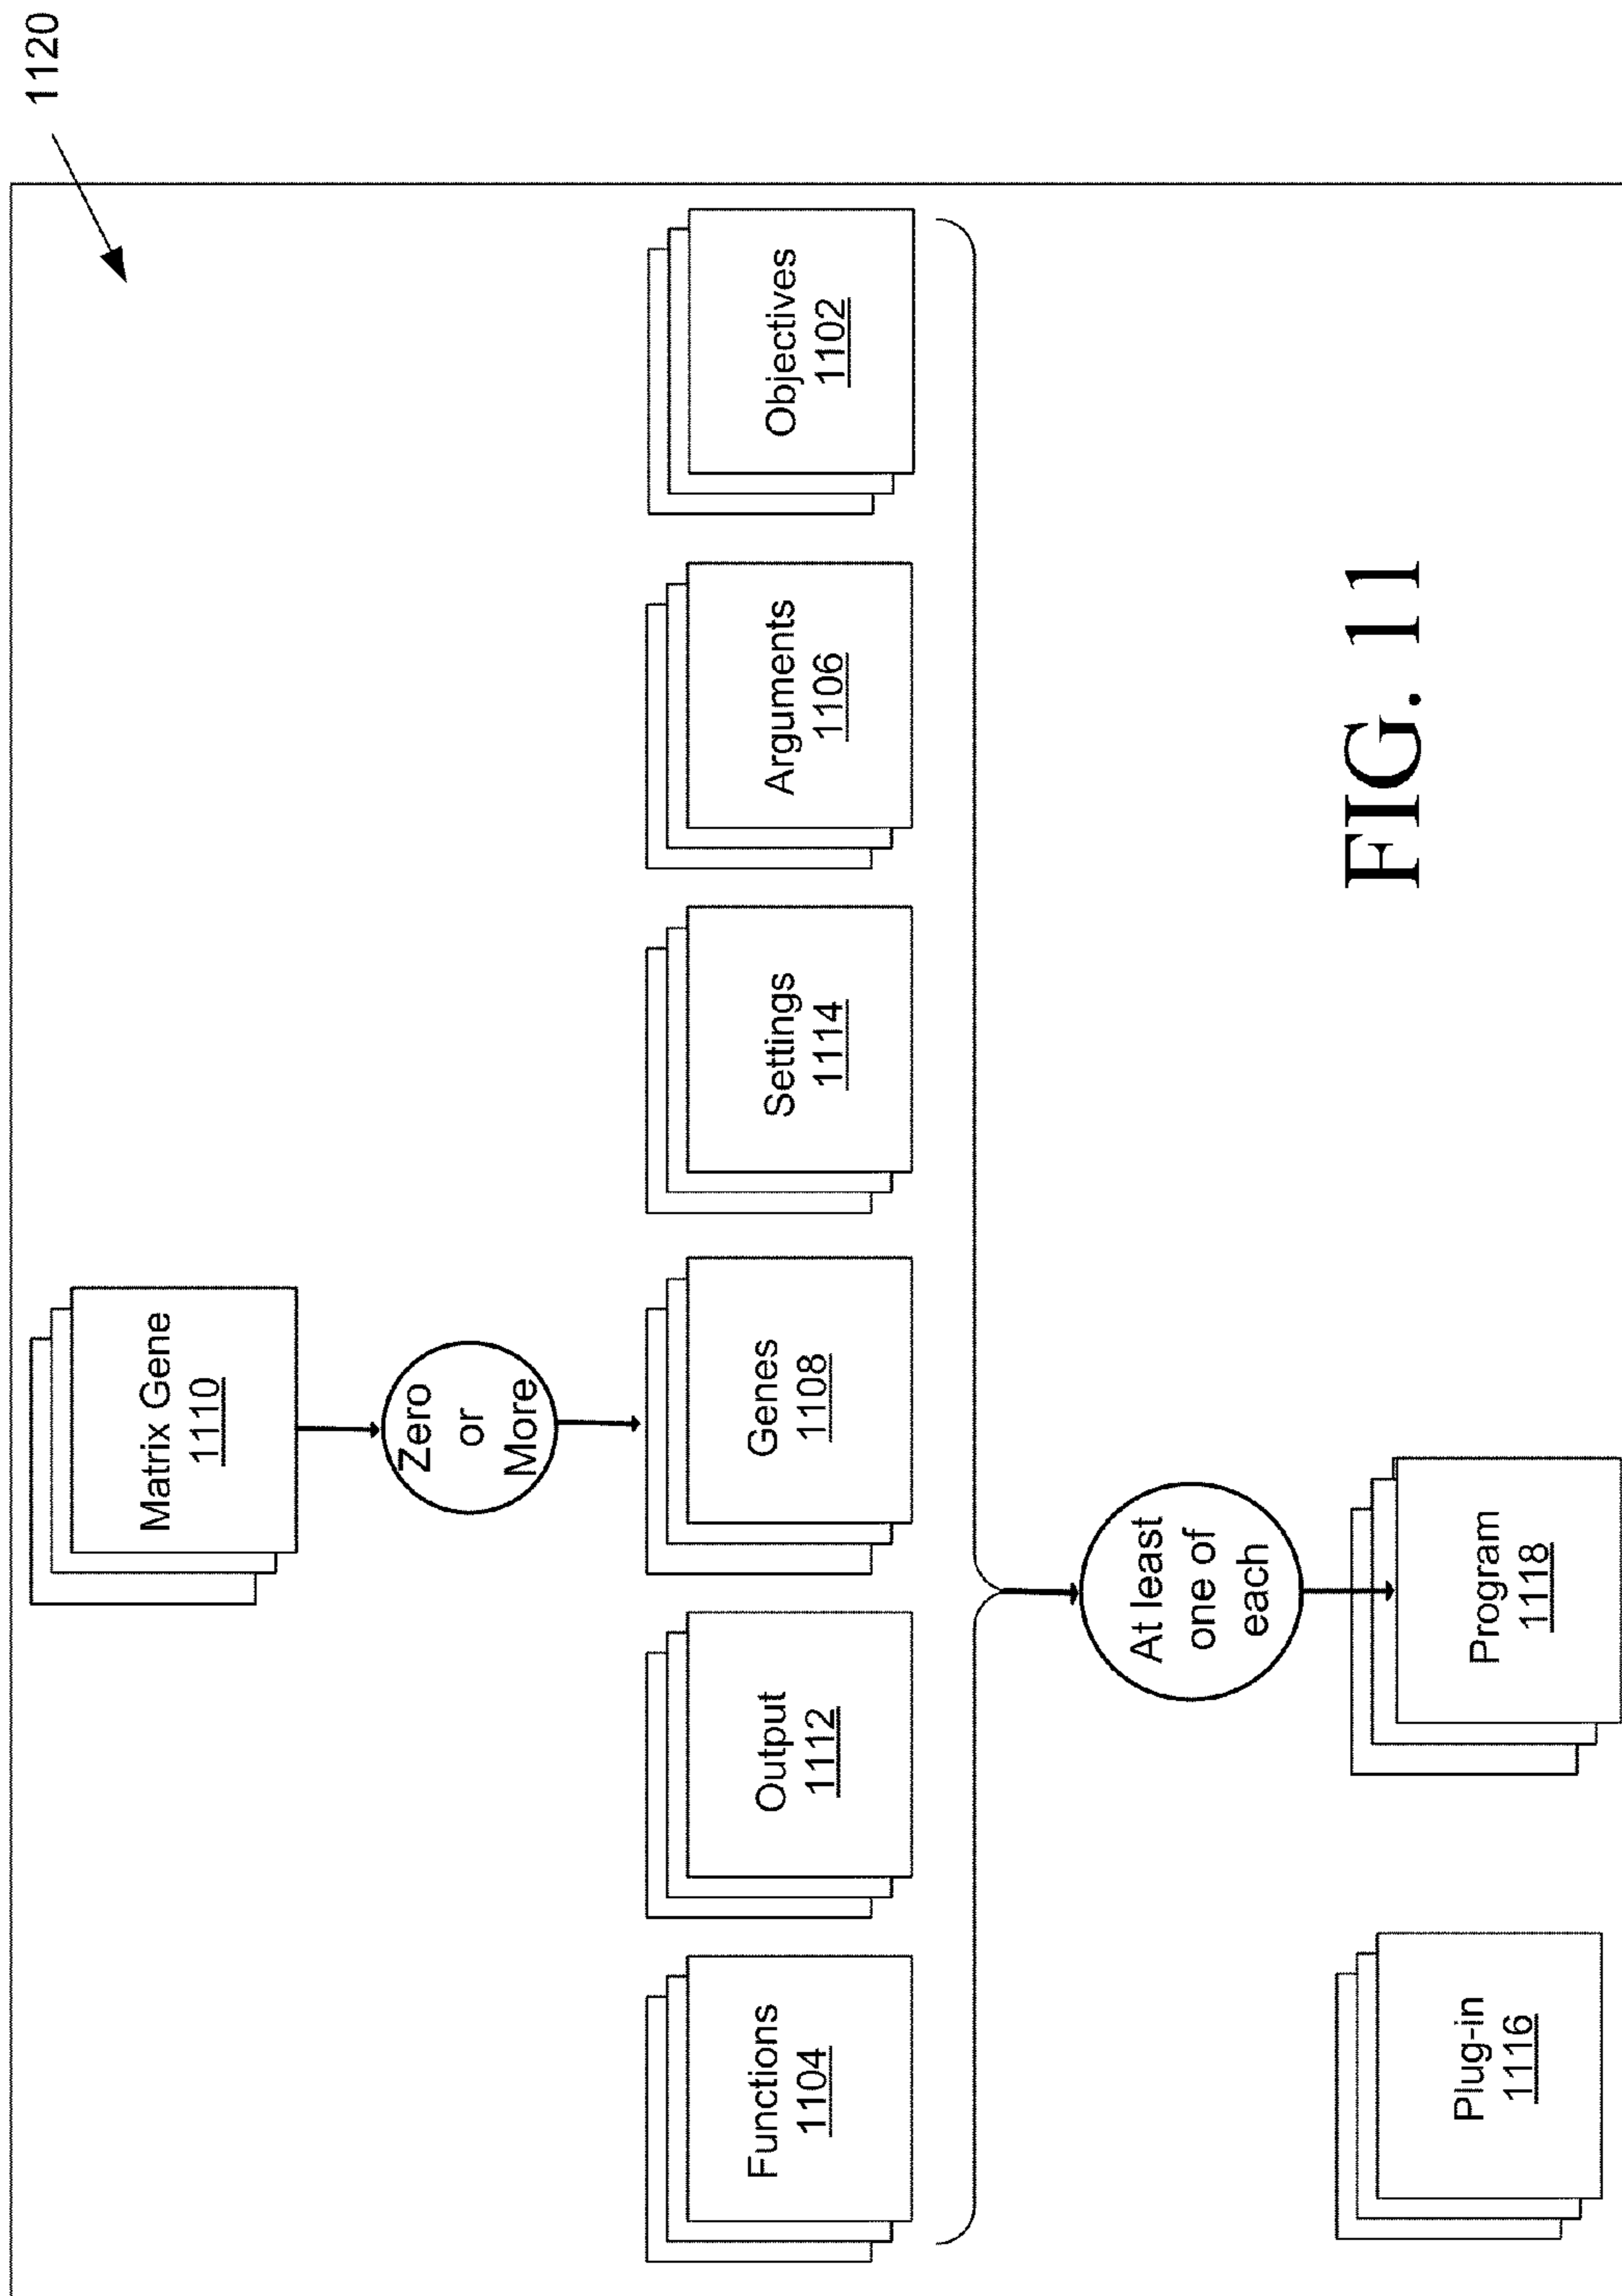 1120
Matrix Gene
1110
Zero
or
More
Functions
1104
Output
1112
Genes
1108
Settings
1114
Arguments
1106
Objectives
1102
At least
one of
each
Plug-in
1116
Program
1118
FIG. 11